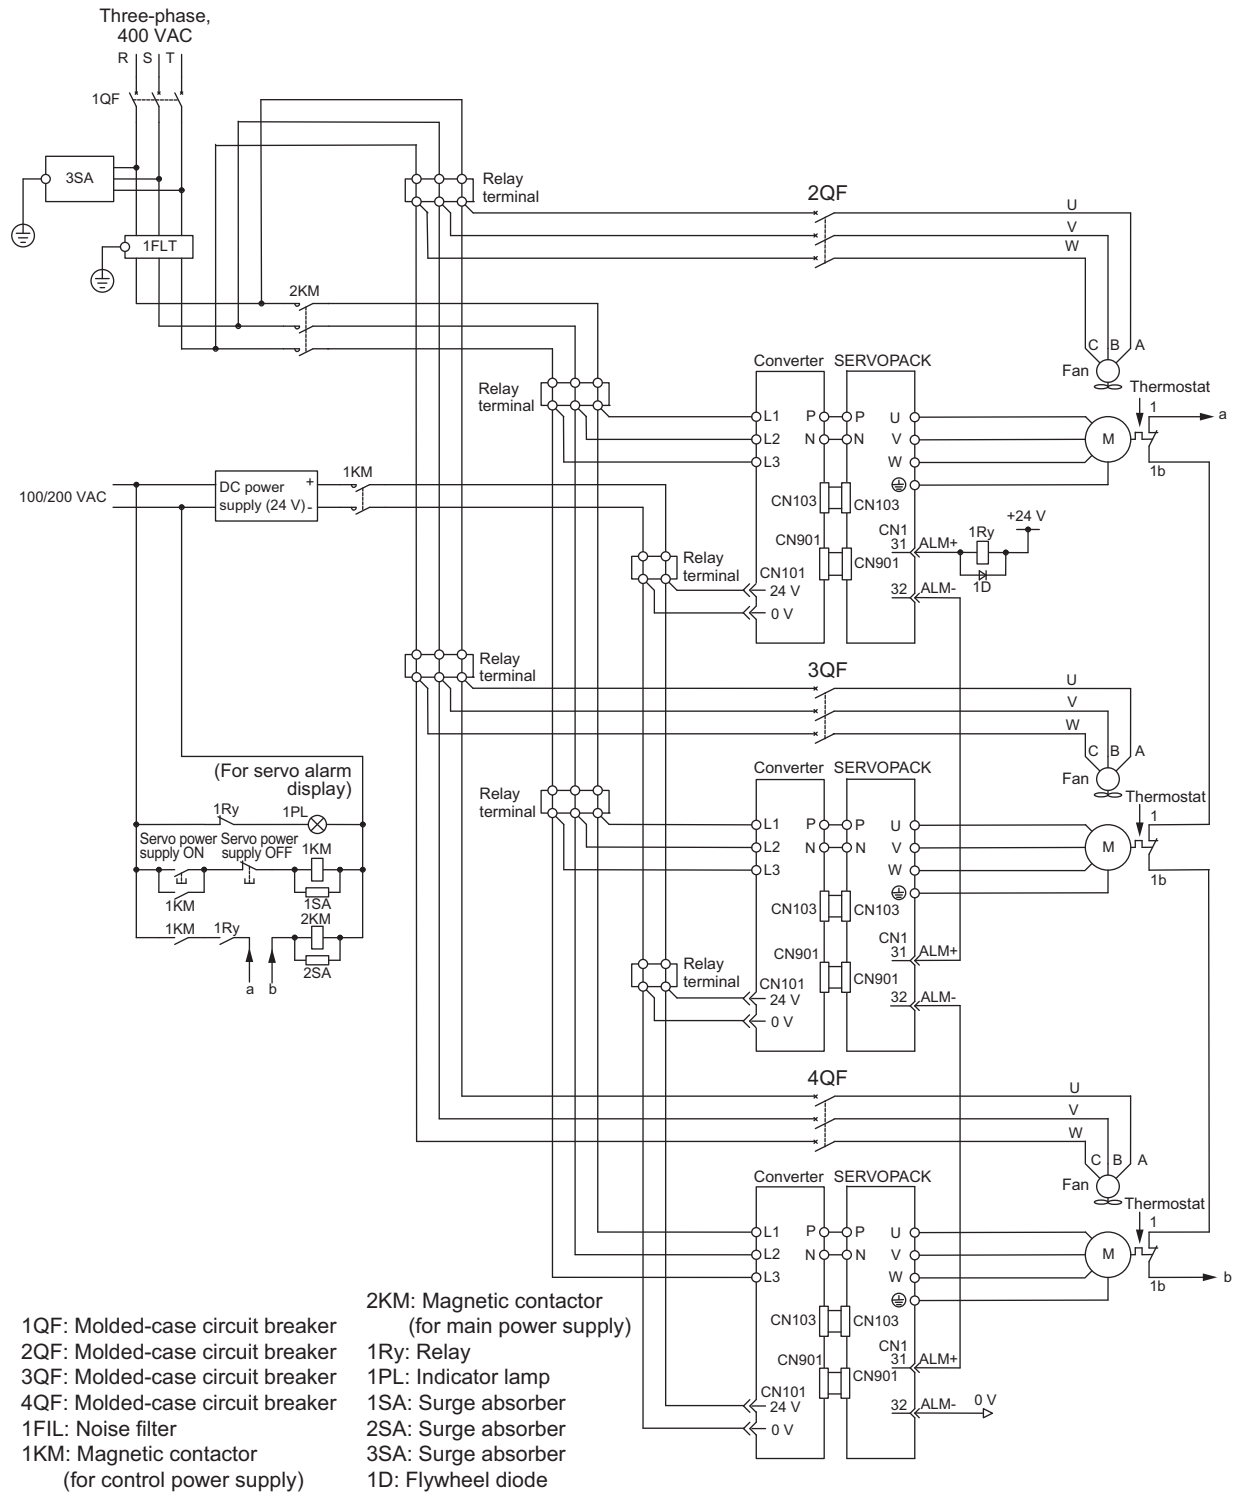 Three-phase,
400 VAC
R S T
1QF
3SA
1FLT
2KM
Relay
terminal
2QF
U
V
W
C B A
Fan
Thermostat
1
a
1b
Converter SERVOPACK
Relay
terminal
L1 P P U
L2 N N V M
L3 W
CN103 CN103
CN901 CN901
CN1
31 ALM+
1Ry
+24 V
1D
32 ALM-
100/200 VAC
DC power
supply (24 V)
+
-
1KM
Relay
terminal
CN101
24 V
0 V
Relay
terminal
3QF
U
V
W
C B A
Fan
Thermostat
1
1b
Converter SERVOPACK
Relay
terminal
L1 P P U
L2 N N V M
L3 W
CN103 CN103
CN901 CN901
CN1
31 ALM+
32 ALM-
Relay
terminal
CN101
24 V
0 V
(For servo alarm
display)
1Ry 1PL
Servo power
supply ON
Servo power
supply OFF
1KM
1KM
1SA
2KM
1KM 1Ry
2SA
a b
4QF
U
V
W
C B A
Fan
Thermostat
1
1b
b
Converter SERVOPACK
L1 P P U
L2 N N V M
L3 W
CN103 CN103
CN901 CN901
CN1
31 ALM+
CN101
24 V
0 V
32 ALM- 0 V
1QF: Molded-case circuit breaker
2QF: Molded-case circuit breaker
3QF: Molded-case circuit breaker
4QF: Molded-case circuit breaker
1FIL: Noise filter
1KM: Magnetic contactor
(for control power supply)
2KM: Magnetic contactor
(for main power supply)
1Ry: Relay
1PL: Indicator lamp
1SA: Surge absorber
2SA: Surge absorber
3SA: Surge absorber
1D: Flywheel diode